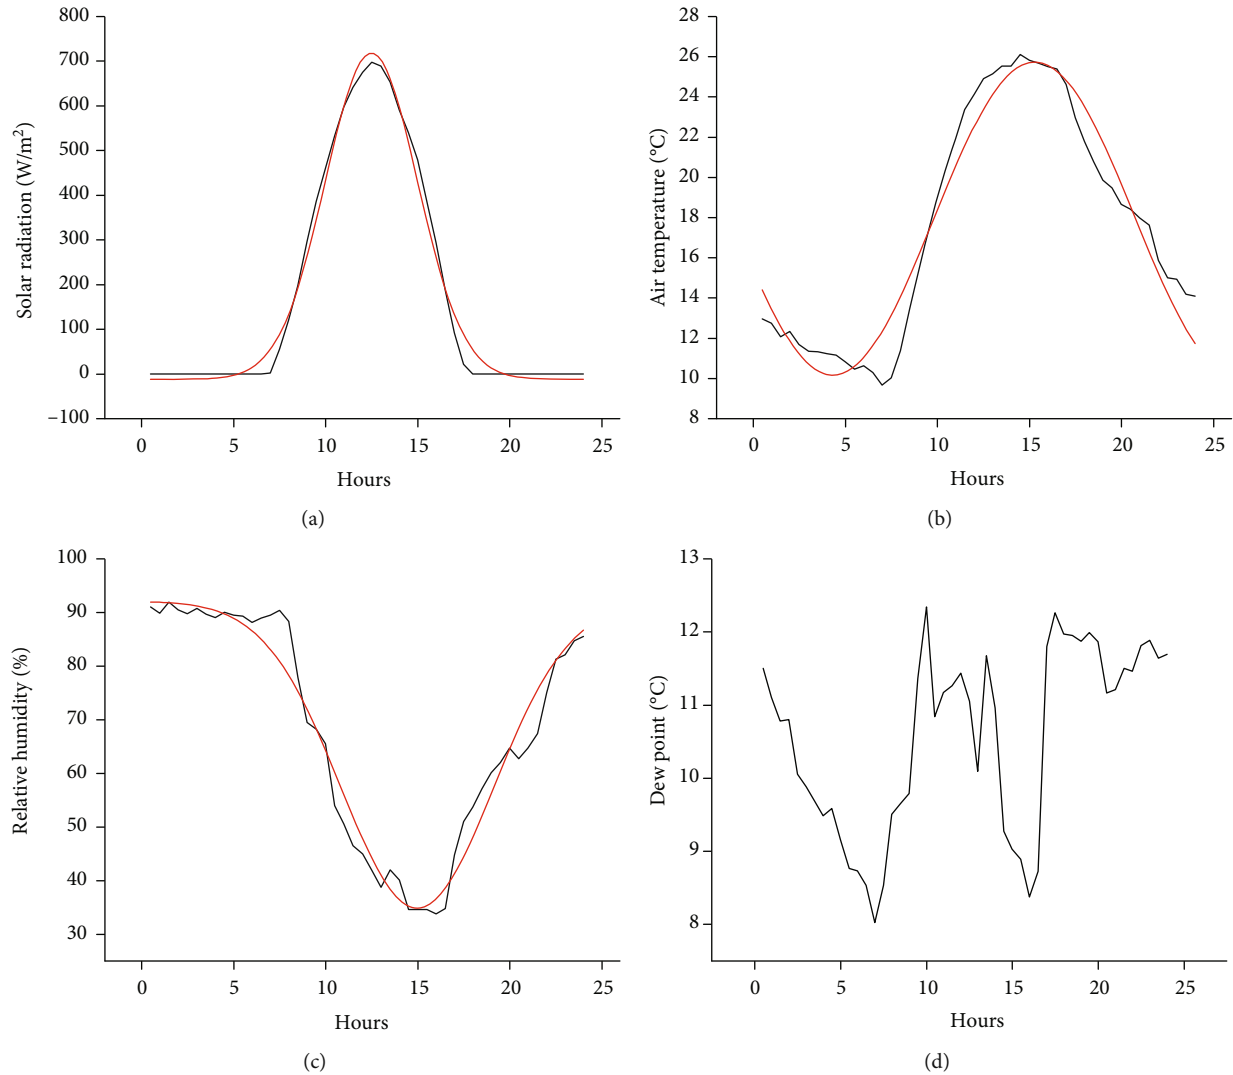 800
700
600
500
400
300
200
100
0
−100
Solar radiation (W/m²)
0 5 10 15 20 25
Hours
(a)
28
26
24
22
20
18
16
14
12
10
8
Air temperature (°C)
0 5 10 15 20 25
Hours
(b)
100
90
80
70
60
50
40
30
Relative humidity (%)
0 5 10 15 20 25
Hours
(c)
13
12
11
10
9
8
Dew point (°C)
0 5 10 15 20 25
Hours
(d)